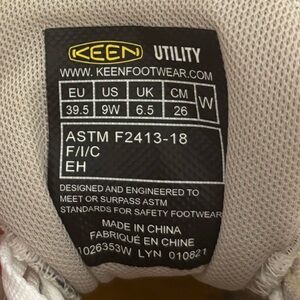 KEEN UTILITY
WWW.KEENFOOTWEAR.COM
EU US UK CM W
39.5 9W 6.5 26
ASTM F2413-18
F/I/C
EH
DESIGNED AND ENGINEERED TO
MEET OR SURPASS ASTM
STANDARDS FOR SAFETY FOOTWEAR
MADE IN CHINA
FABRIQUÉ EN CHINE
1026353W LYN 010821